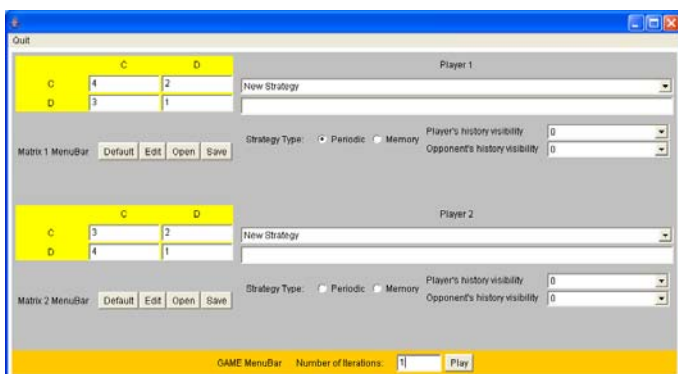 Quit
C D
C 4 2
D 3 1
Matrix 1 MenuBar Default Edit Open Save
Player 1
New Strategy
Strategy Type: Periodic Memory
Player's history visibility 0
Opponent's history visibility 0
C D
C 3 2
D 4 1
Matrix 2 MenuBar Default Edit Open Save
Player 2
New Strategy
Strategy Type: Periodic Memory
Player's history visibility 0
Opponent's history visibility 0
GAME MenuBar Number of Iterations: 1 Play